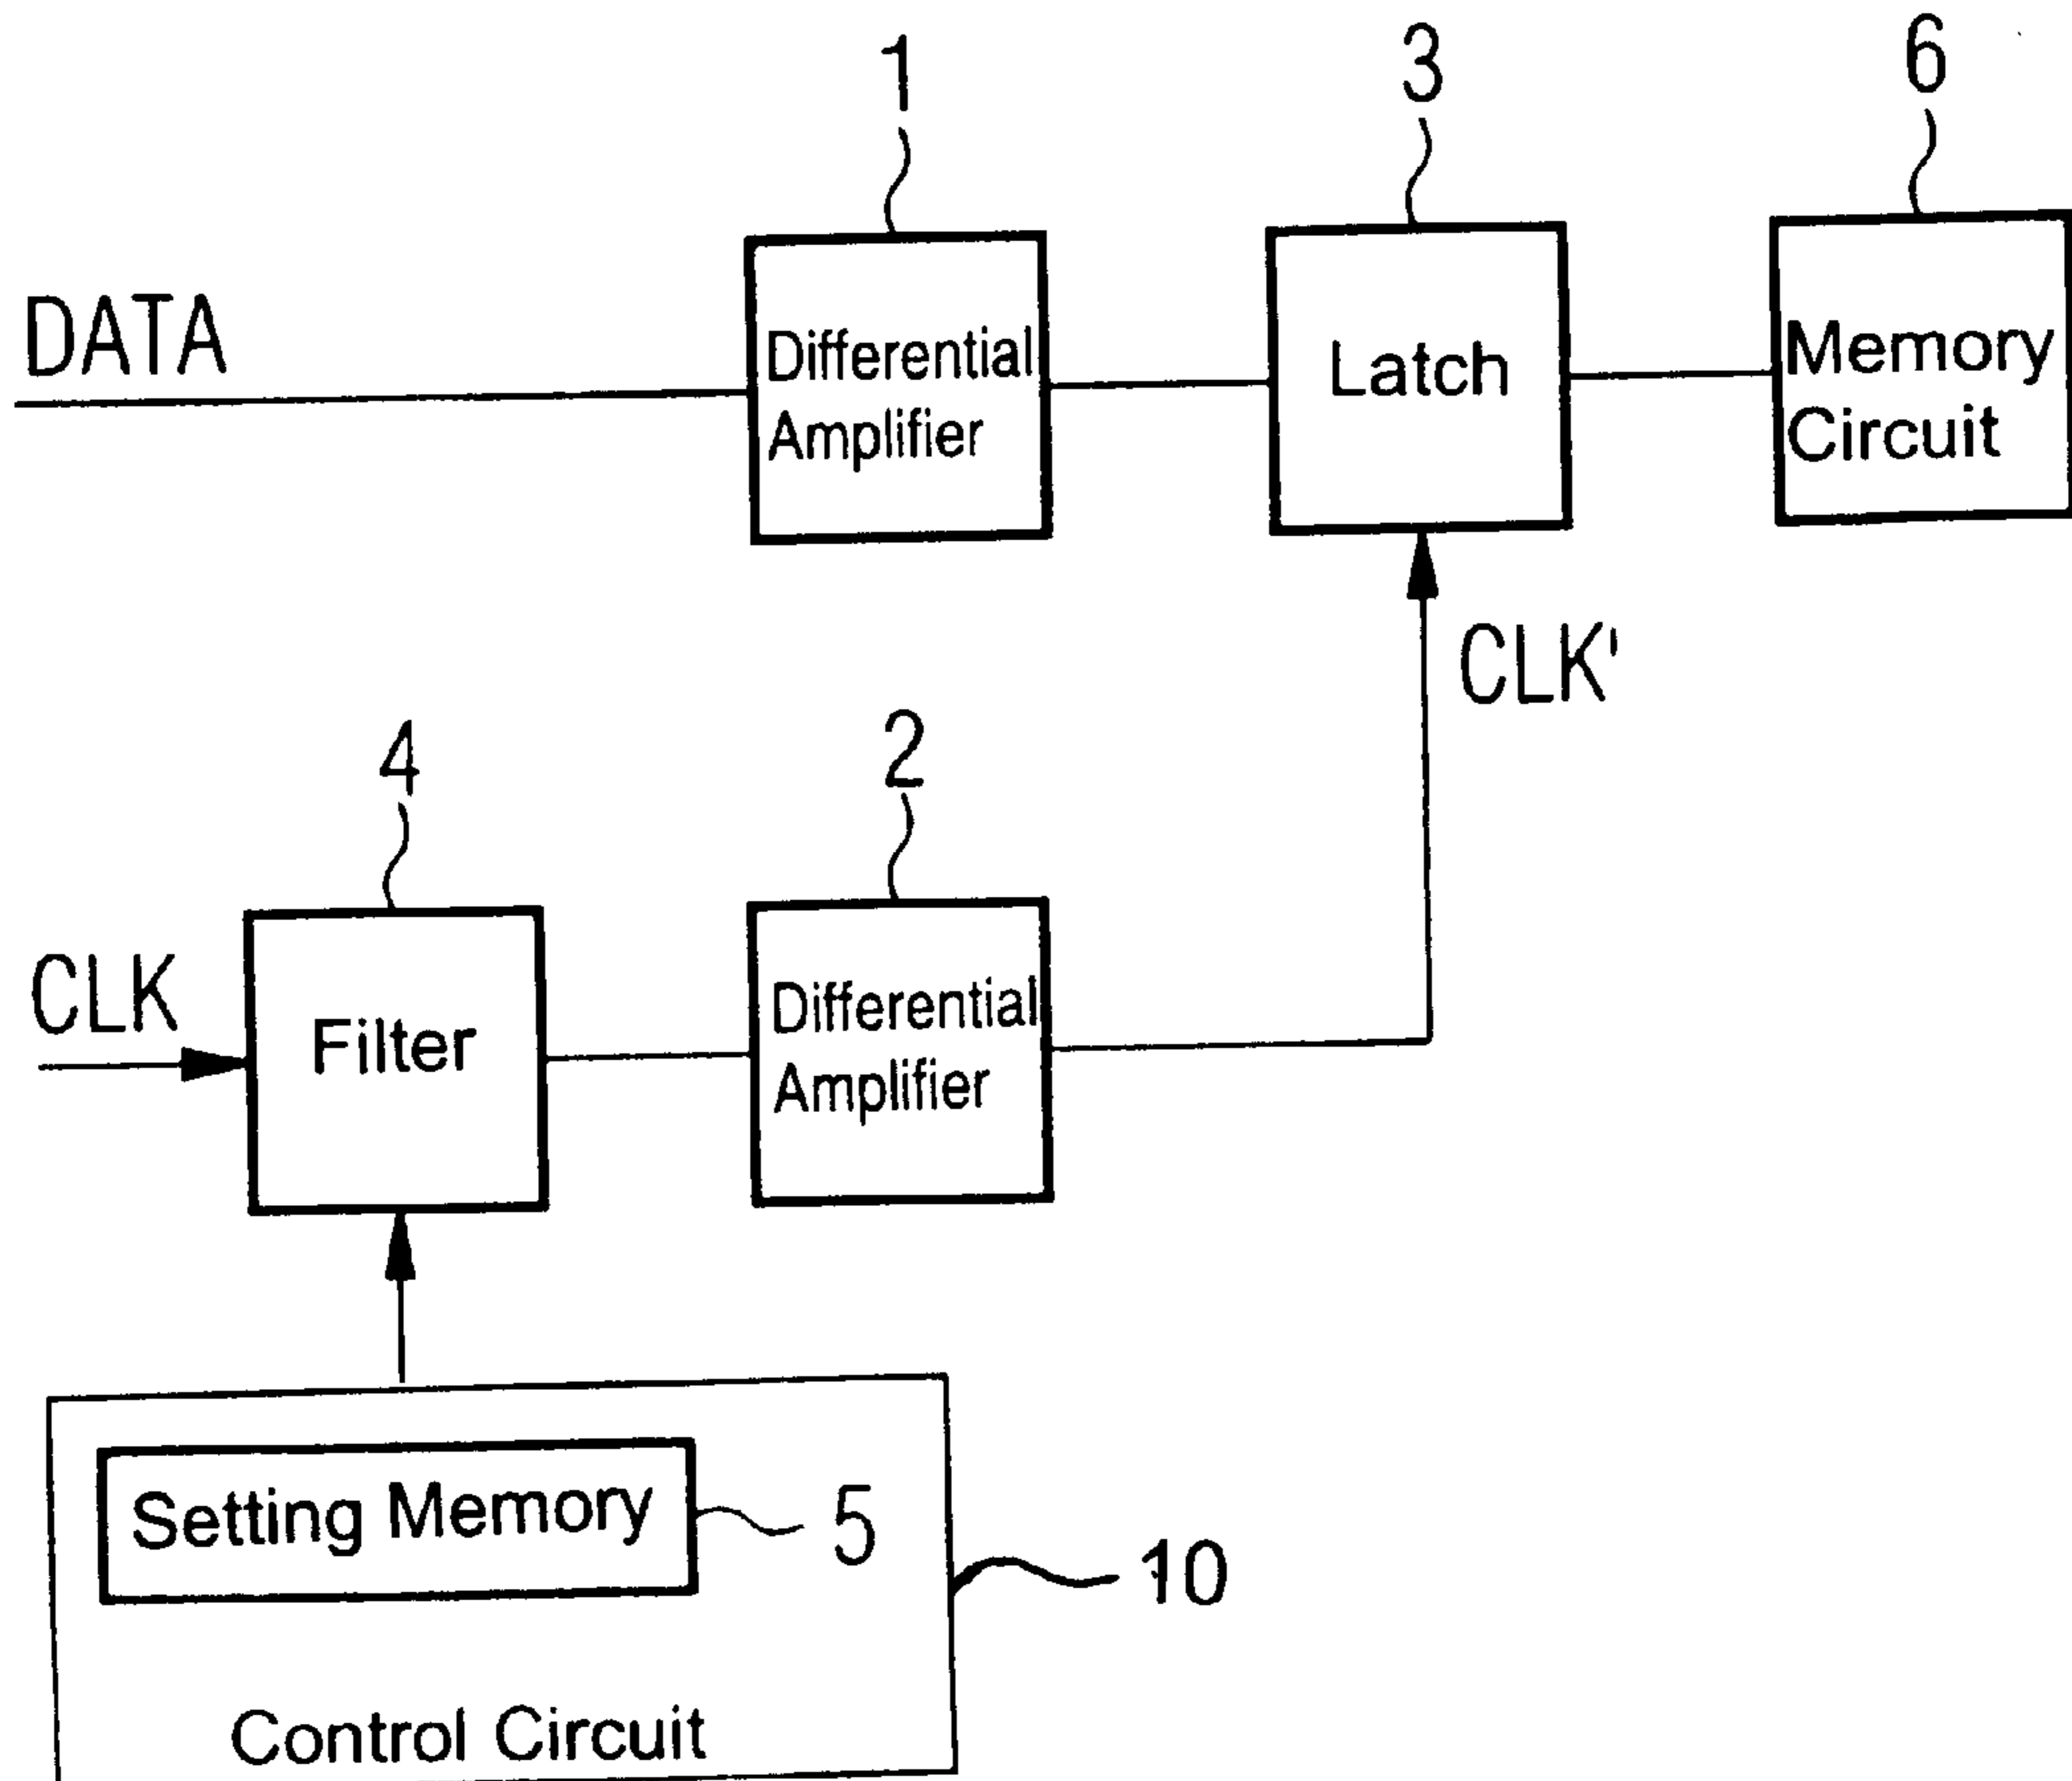 1
3
6
DATA
Differential
Amplifier
Latch
Memory
Circuit
CLK'
4
2
CLK
Filter
Differential
Amplifier
Setting Memory
5
10
Control Circuit